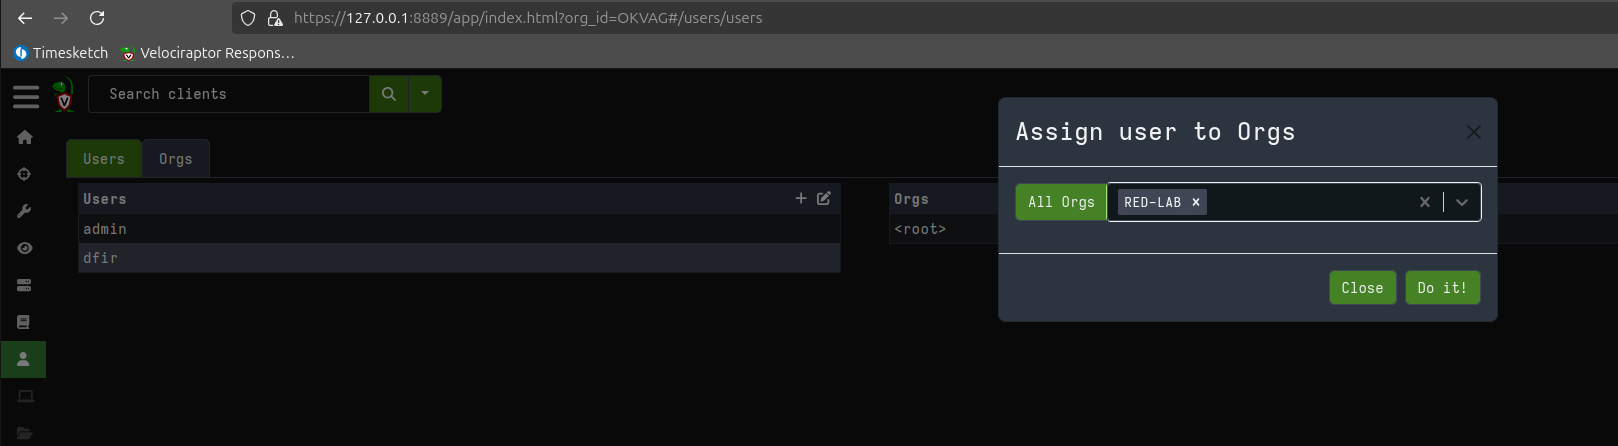 https://127.0.0.1:8889/app/index.html?org_id=OKVAG#/users/users
Timesketch Velociraptor Respons…
Search clients
Users Orgs
Users
admin
dfir
Orgs
<root>
Assign user to Orgs
All Orgs RED-LAB ×
Close Do it!